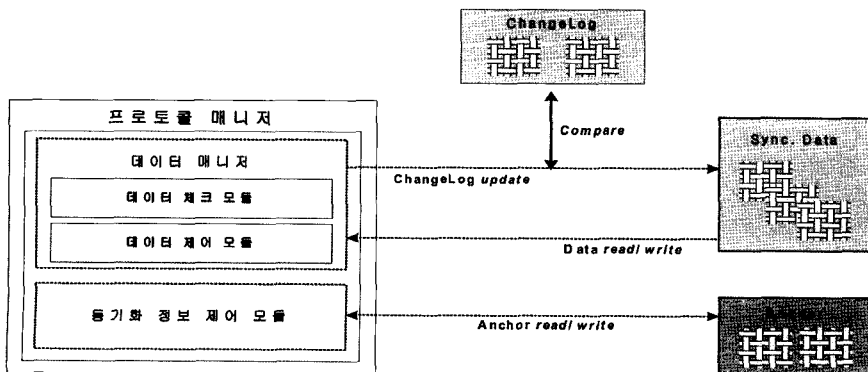 ChangeLog
프로토콜 매니저
Compare
Sync. Data
데이터 매니저
ChangeLog update
데이터 체크 모듈
데이터 제어 모듈
Data read/ write
동기화 정보 제어 모듈
Anchor read/ write